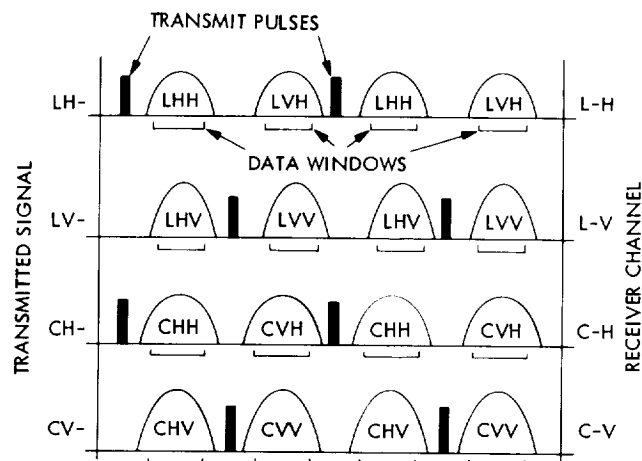 TRANSMIT PULSES
LH- LHH LVH LHH LVH L-H
DATA WINDOWS
LV- LHV LVV LHV LVV L-V
CH- CHH CVH CHH CVH C-H
CV- CHV CVV CHV CVV C-V
TRANSMITTED SIGNAL
RECEIVER CHANNEL